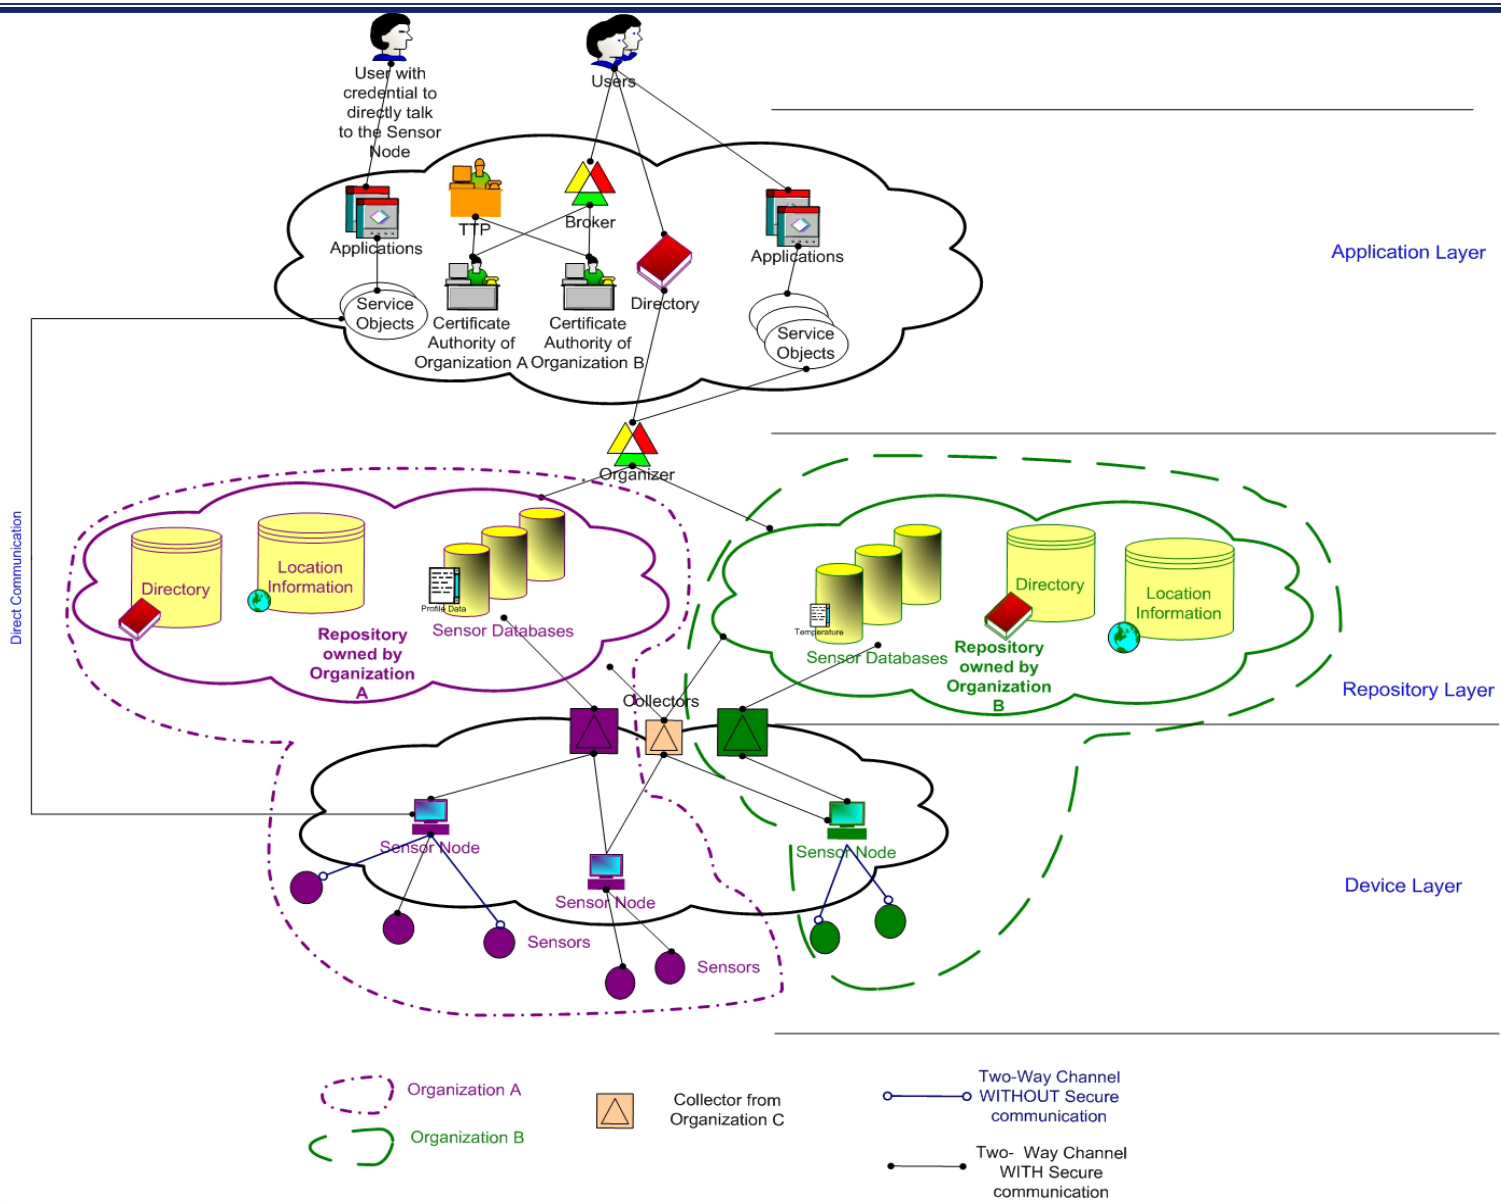 User with
credential to
directly talk
to the Sensor
Node
Users
TTP
Broker
Applications
Applications
Directory
Service
Objects
Certificate
Authority of
Organization A
Certificate
Authority of
Organization B
Service
Objects
Application Layer
Organizer
Direct Communication
Directory
Location
Information
Profile Data
Sensor Databases
Repository
owned by
Organization
A
Temperature
Sensor Databases
Directory
Location
Information
Repository
owned by
Organization
B
Repository Layer
Collectors
Sensor Node
Sensor Node
Sensor Node
Sensors
Sensors
Device Layer
Organization A
Organization B
Collector from
Organization C
Two-Way Channel
WITHOUT Secure
communication
Two- Way Channel
WITH Secure
communication